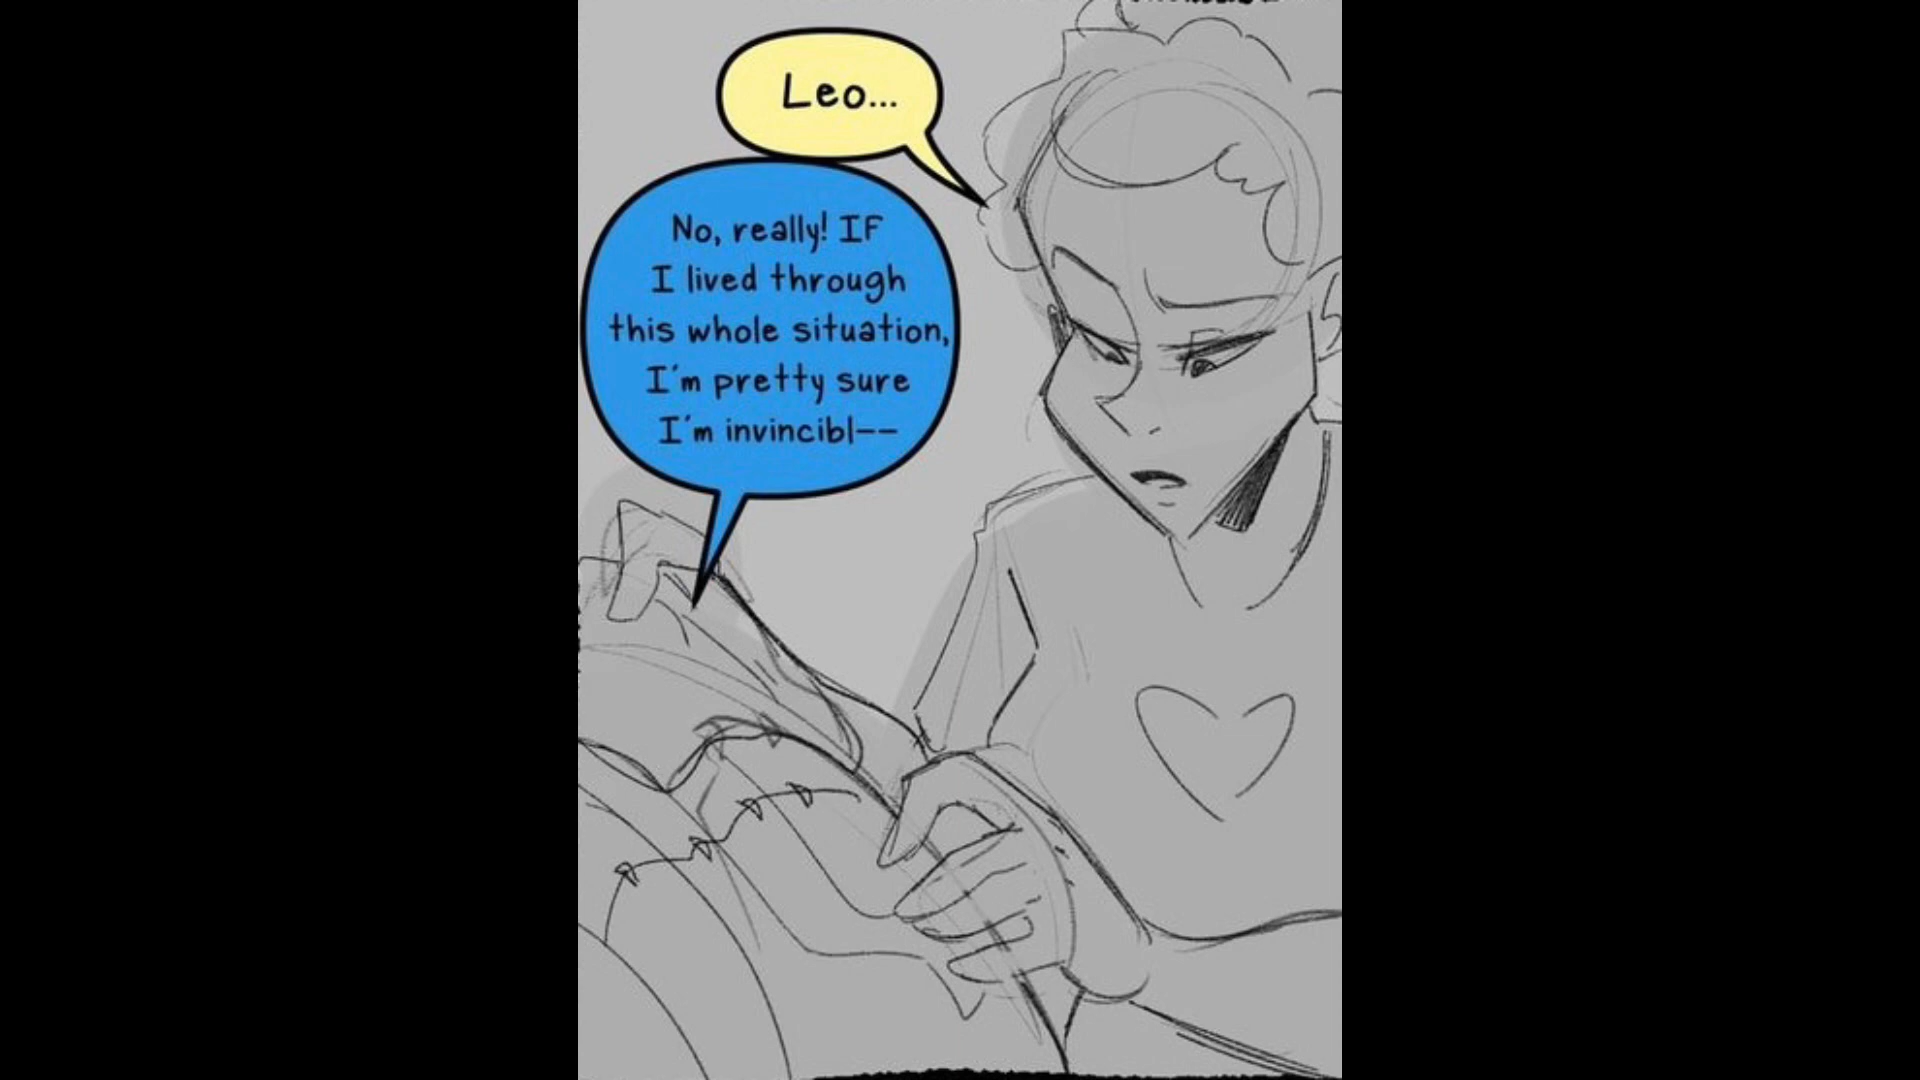 Leo...
No, really! IF
I lived through
this whole situation,
I'm pretty sure
I'm invincibl--